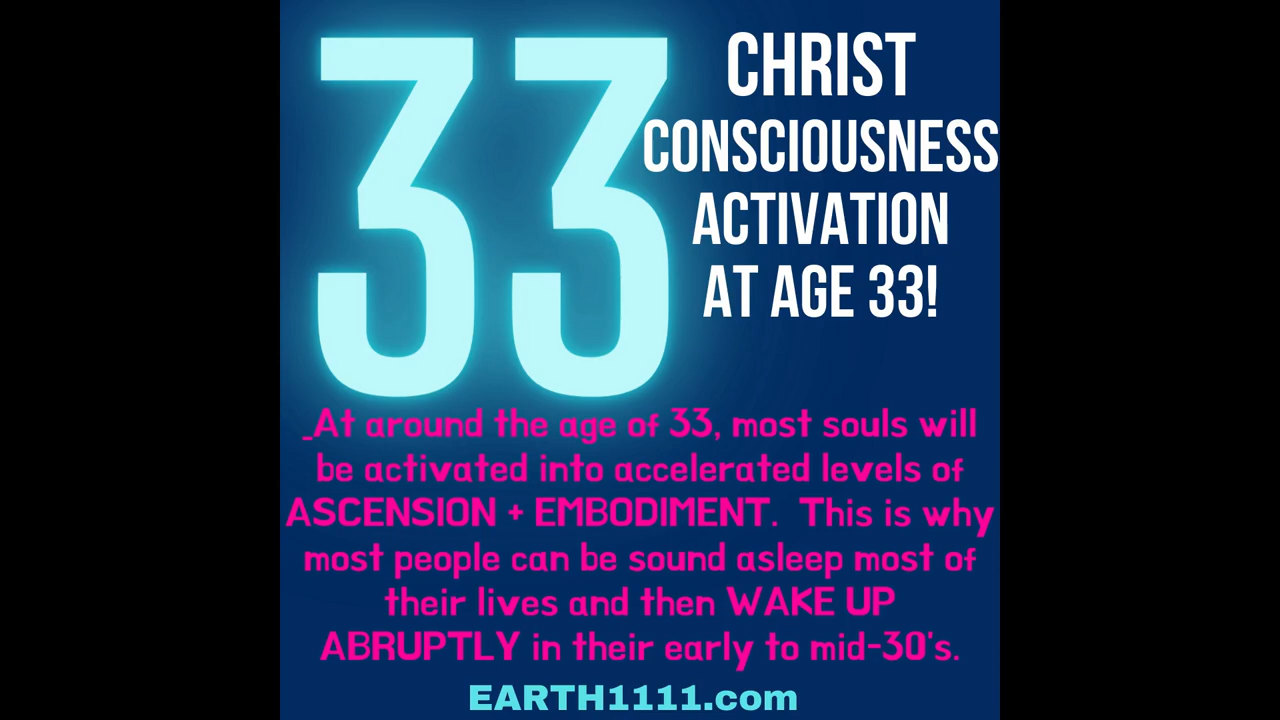 33
CHRIST
CONSCIOUSNESS
ACTIVATION
AT AGE 33!
_At around the age of 33, most souls will
be activated into accelerated levels of
ASCENSION + EMBODIMENT.  This is why
most people can be sound asleep most of
their lives and then WAKE UP
ABRUPTLY in their early to mid-30's.
EARTH1111.com